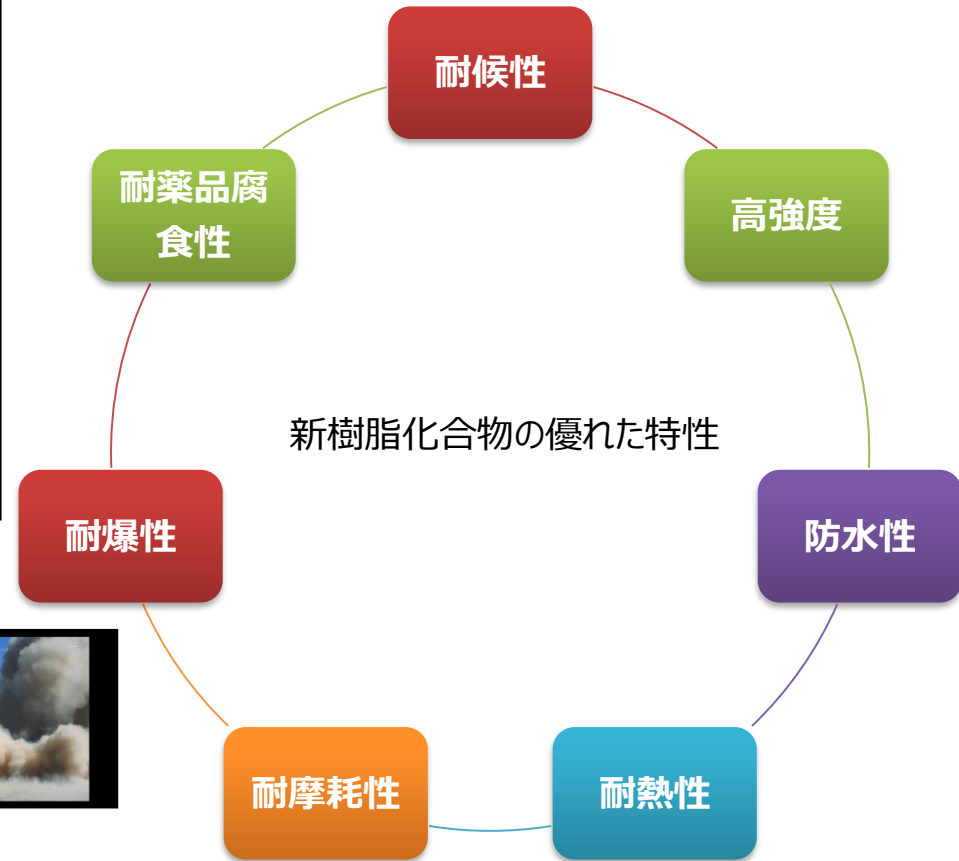 耐候性
高強度
防水性
耐熱性
耐摩耗性
耐爆性
耐薬品腐
食性
新樹脂化合物の優れた特性